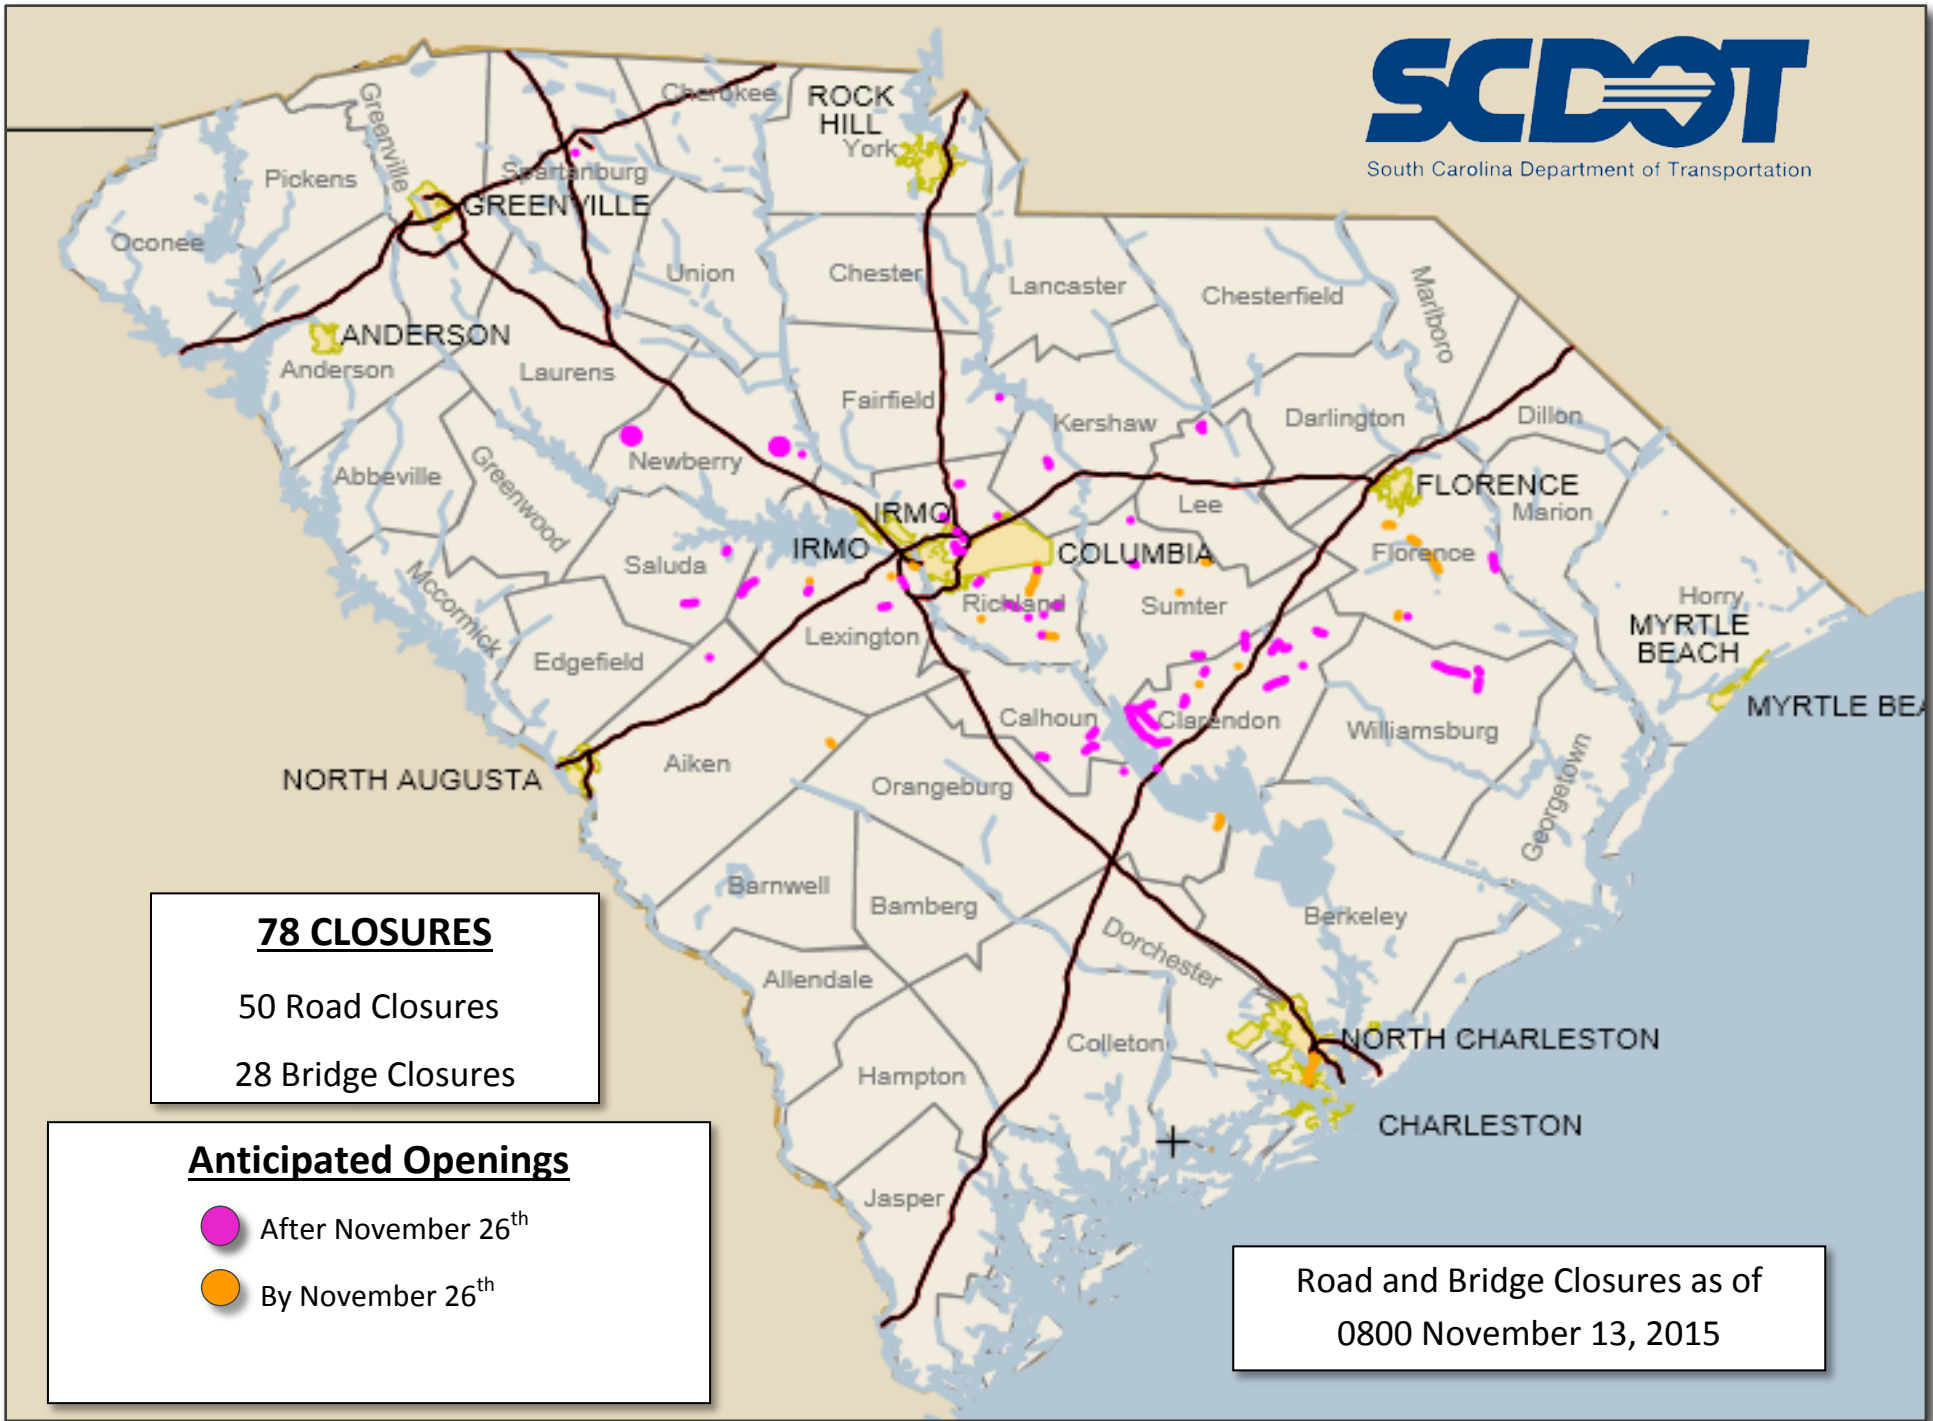 SCDOT
South Carolina Department of Transportation
Cherokee
ROCK
HILL
York
Greenville
Pickens
Spartanburg
GREENVILLE
Oconee
Union
Chester
Lancaster
Chesterfield
Marlboro
ANDERSON
Anderson
Laurens
Fairfield
Kershaw
Darlington
Dillon
Abbeville
Greenwood
Newberry
FLORENCE
Lee
Marion
IRMO
IRMO
COLUMBIA
Florence
Saluda
Mccormick
Richland
Sumter
Horry
MYRTLE
BEACH
Lexington
Edgefield
MYRTLE BEA
Calhoun
Clarendon
Williamsburg
Aiken
NORTH AUGUSTA
Orangeburg
Georgetown
Barnwell
Bamberg
Berkeley
Dorchester
Allendale
Colleton
NORTH CHARLESTON
Hampton
CHARLESTON
Jasper
78 CLOSURES
50 Road Closures
28 Bridge Closures
Anticipated Openings
After November 26th
By November 26th
Road and Bridge Closures as of
0800 November 13, 2015